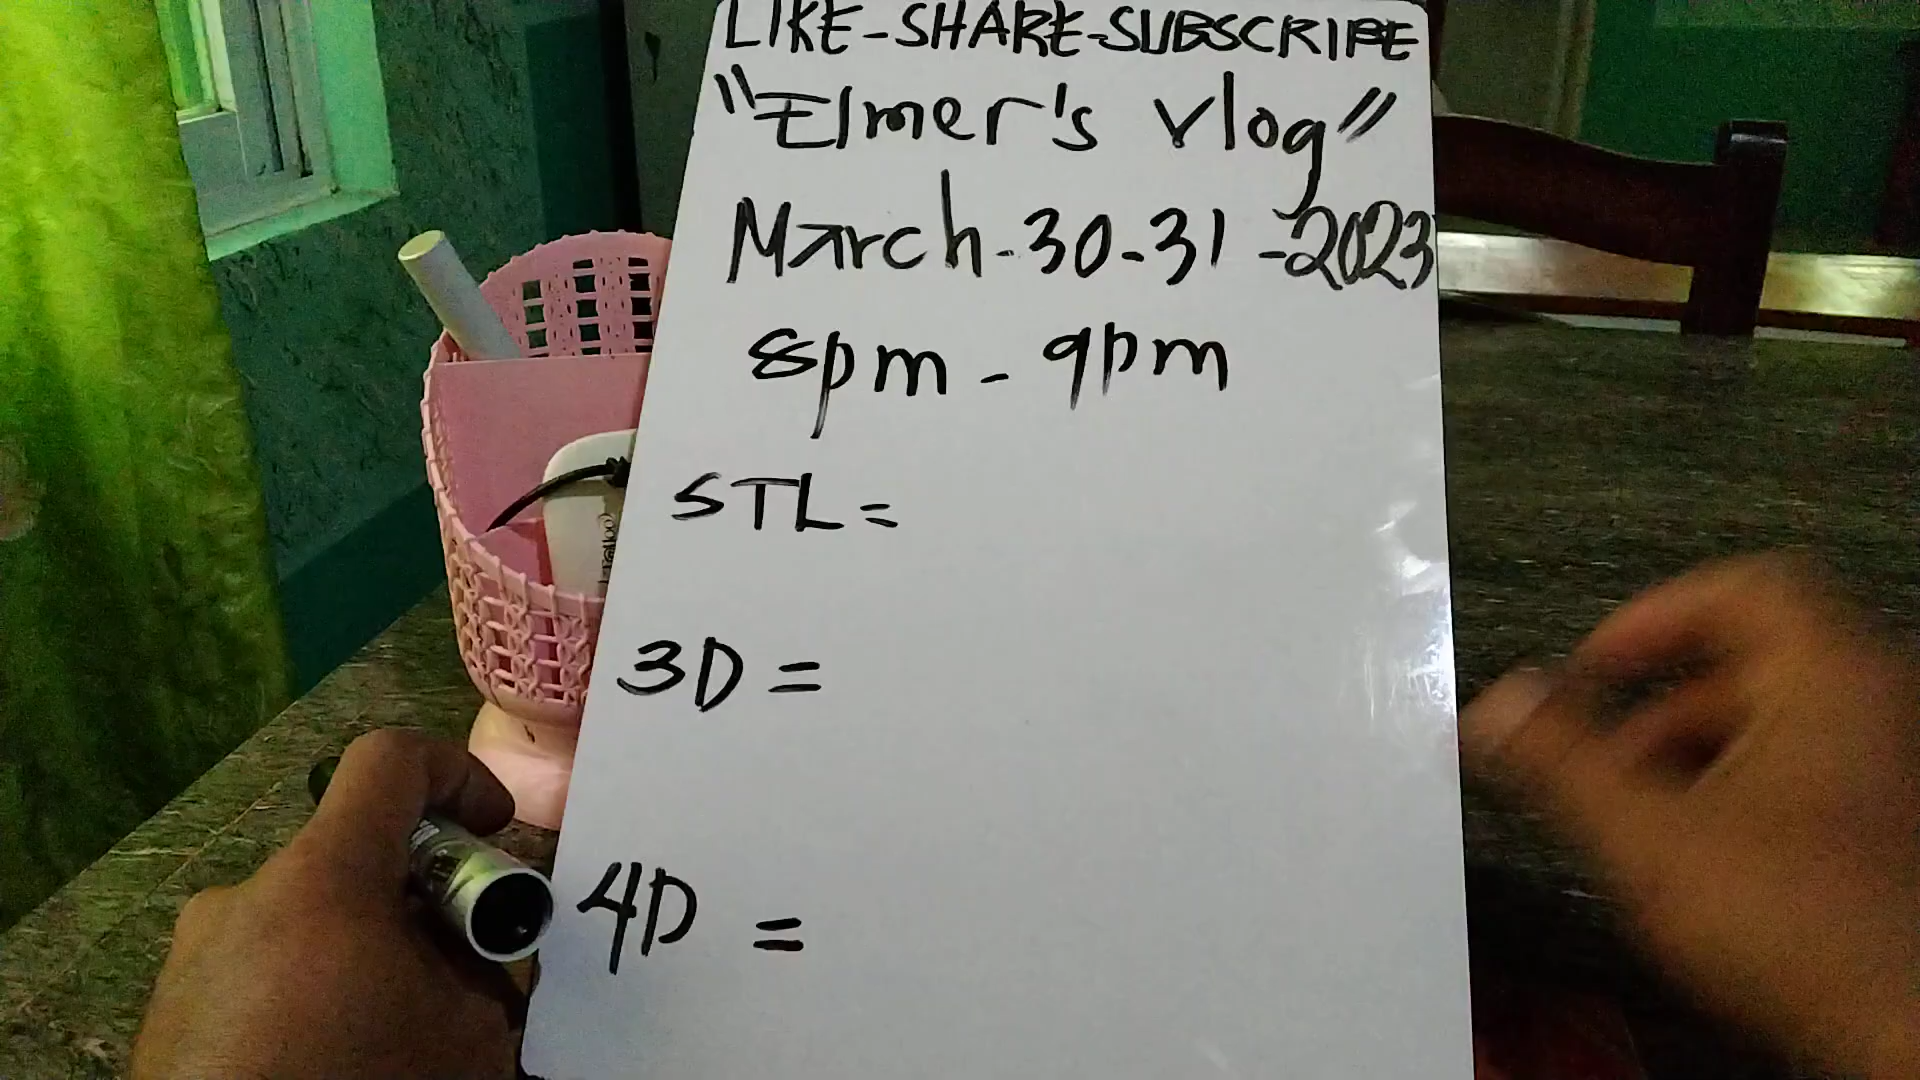 LIKE-SHARE-SUBSCRIBE
"Elmer's vlog"
March-30-31-2023
8pm - 9pm
STL=
3D =
4D =